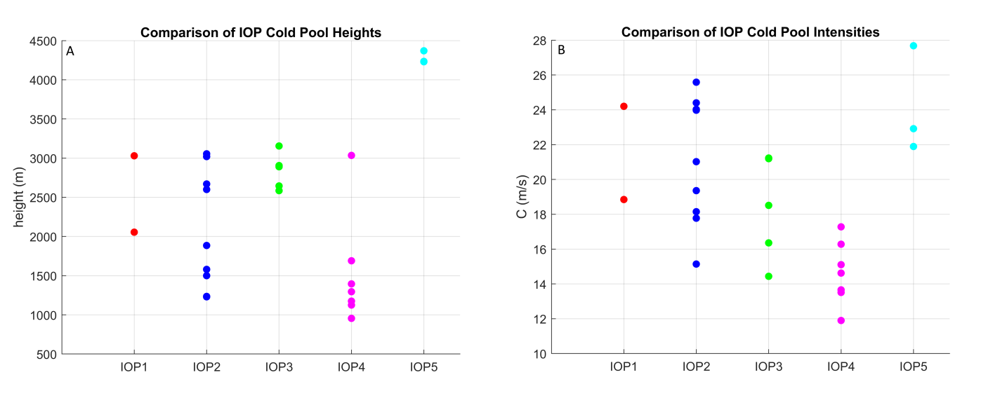 Comparison of IOP Cold Pool Heights
A
4500
4000
3500
3000
2500
2000
1500
1000
500
height (m)
IOP1 IOP2 IOP3 IOP4 IOP5
Comparison of IOP Cold Pool Intensities
B
28
26
24
22
20
18
16
14
12
10
C (m/s)
IOP1 IOP2 IOP3 IOP4 IOP5